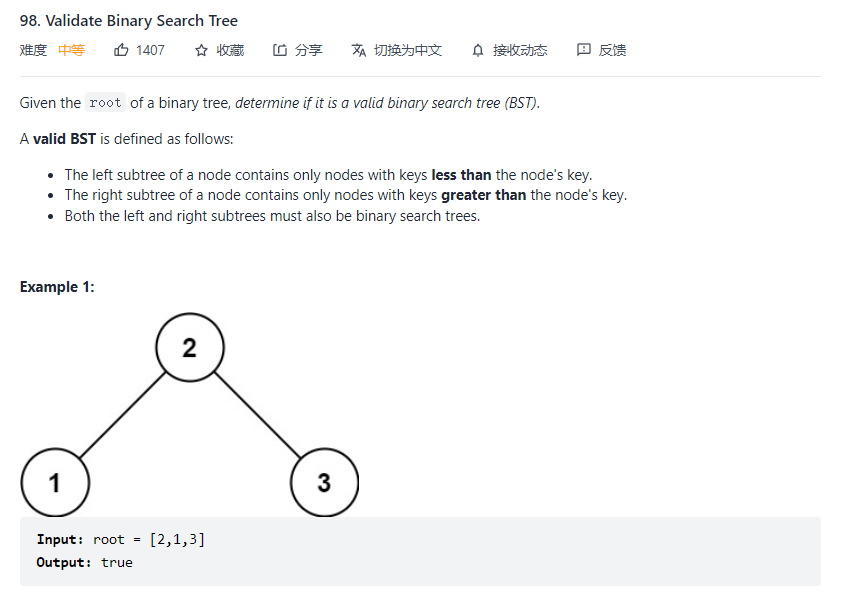 98. Validate Binary Search Tree
难度 中等 1407 收藏 分享 切换为中文 接收动态 反馈
Given the root of a binary tree, determine if it is a valid binary search tree (BST).
A valid BST is defined as follows:
• The left subtree of a node contains only nodes with keys less than the node's key.
• The right subtree of a node contains only nodes with keys greater than the node's key.
• Both the left and right subtrees must also be binary search trees.
Example 1:
2
1 3
Input: root = [2,1,3]
Output: true